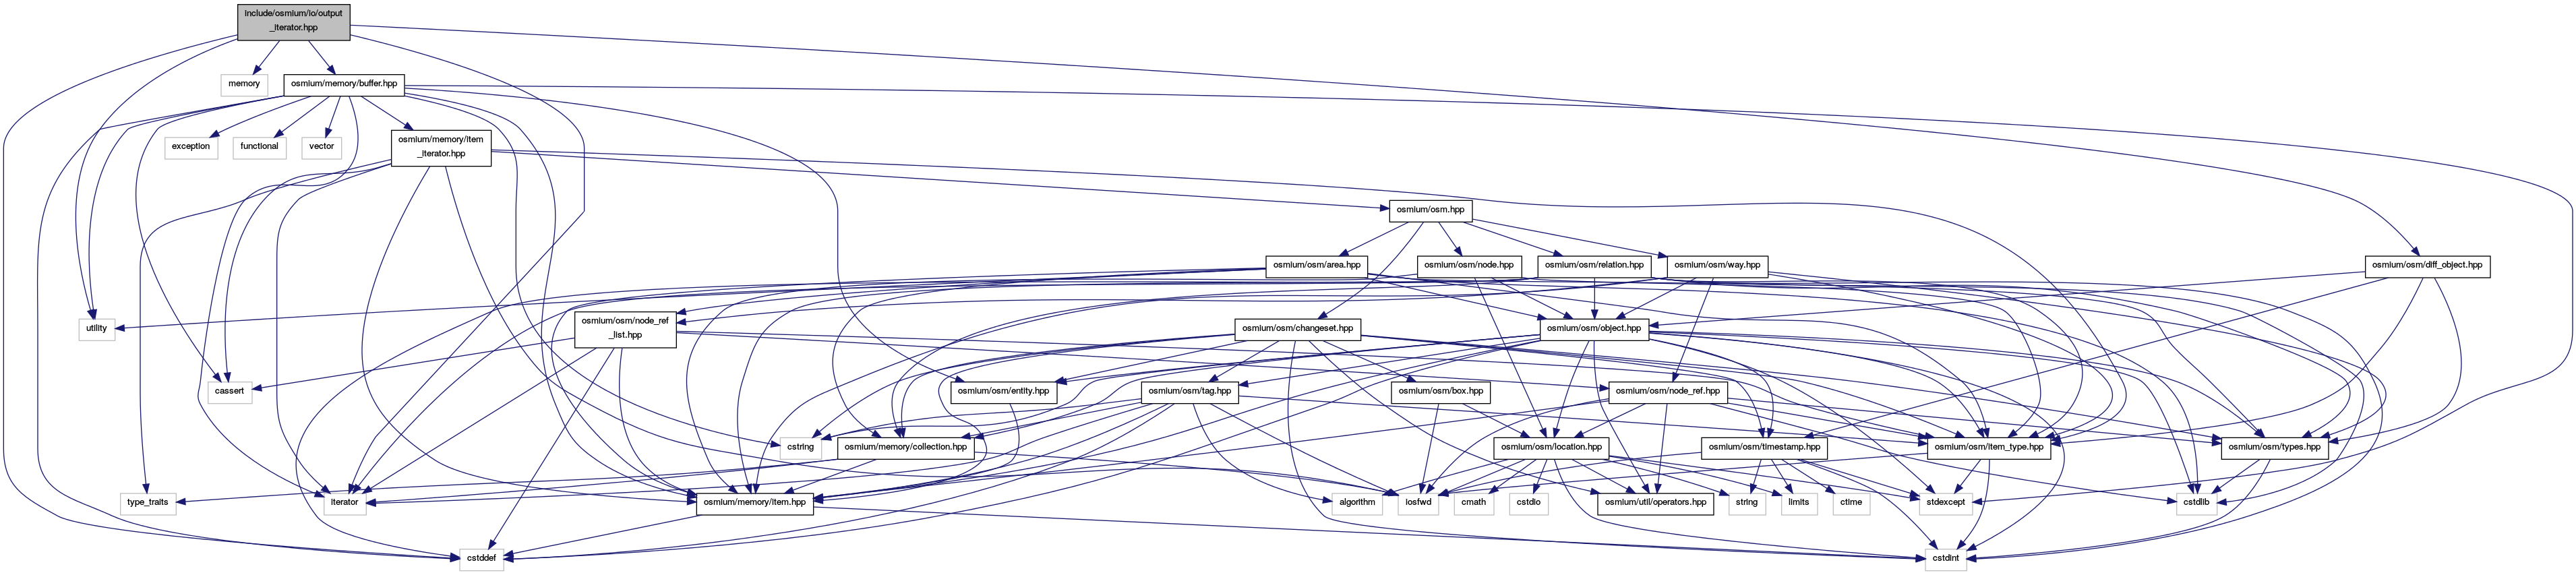 include/osmium/io/output
_iterator.hpp
memory
osmium/memory/buffer.hpp
exception
functional
vector
osmium/memory/item
_iterator.hpp
osmium/osm.hpp
osmium/osm/area.hpp
osmium/osm/node.hpp
osmium/osm/relation.hpp
osmium/osm/way.hpp
osmium/osm/diff_object.hpp
utility
osmium/osm/node_ref
_list.hpp
osmium/osm/changeset.hpp
osmium/osm/object.hpp
cassert
osmium/osm/entity.hpp
osmium/osm/tag.hpp
osmium/osm/box.hpp
osmium/osm/node_ref.hpp
cstring
osmium/memory/collection.hpp
osmium/osm/location.hpp
osmium/osm/timestamp.hpp
osmium/osm/item_type.hpp
osmium/osm/types.hpp
type_traits
iterator
osmium/memory/item.hpp
algorithm
iosfwd
cmath
cstdio
osmium/util/operators.hpp
string
limits
ctime
stdexcept
cstdlib
cstddef
cstdint